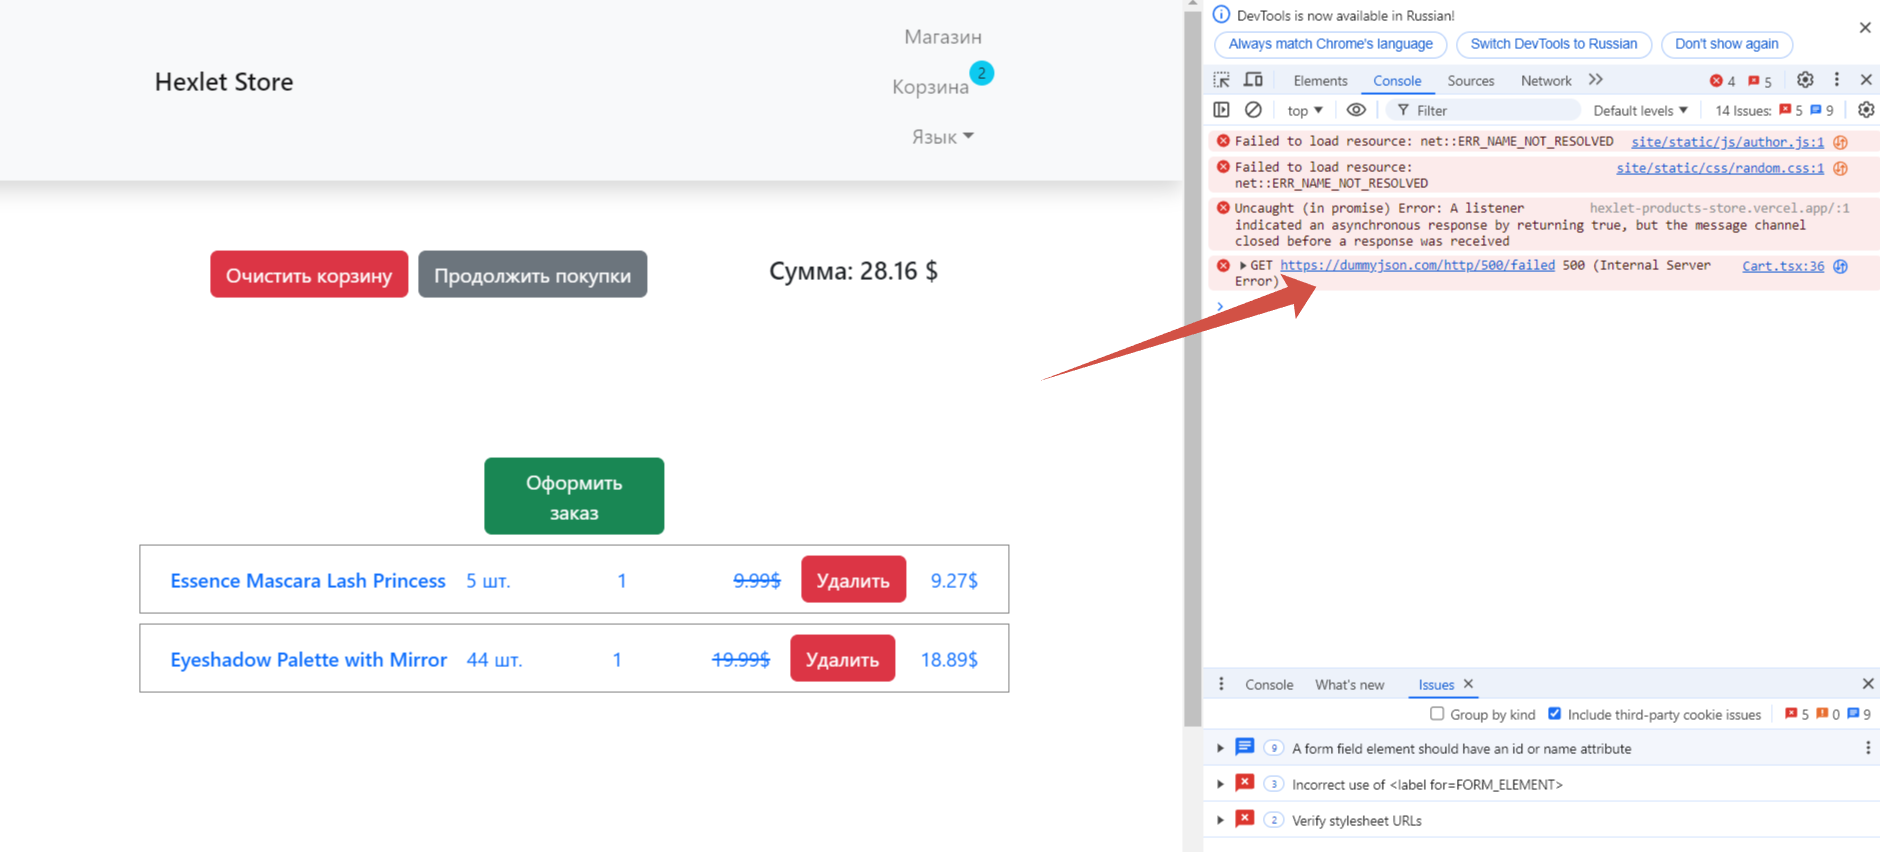 Hexlet Store
Магазин
Корзина 2
Язык
Очистить корзину
Продолжить покупки
Сумма: 28.16 $
Оформить
заказ
Essence Mascara Lash Princess 5 шт. 1 9.99$ Удалить 9.27$
Eyeshadow Palette with Mirror 44 шт. 1 19.99$ Удалить 18.89$
DevTools is now available in Russian!
Always match Chrome's language
Switch DevTools to Russian
Don't show again
Elements Console Sources Network 4 5
top Filter Default levels 14 Issues: 5 9
Failed to load resource: net::ERR_NAME_NOT_RESOLVED site/static/js/author.js:1
Failed to load resource: site/static/css/random.css:1
net::ERR_NAME_NOT_RESOLVED
Uncaught (in promise) Error: A listener hexlet-products-store.vercel.app/:1
indicated an asynchronous response by returning true, but the message channel
closed before a response was received
GET https://dummyjson.com/http/500/failed 500 (Internal Server Cart.tsx:36
Error)
Console What's new Issues
Group by kind Include third-party cookie issues 5 0 9
9 A form field element should have an id or name attribute
3 Incorrect use of <label for=FORM_ELEMENT>
2 Verify stylesheet URLs